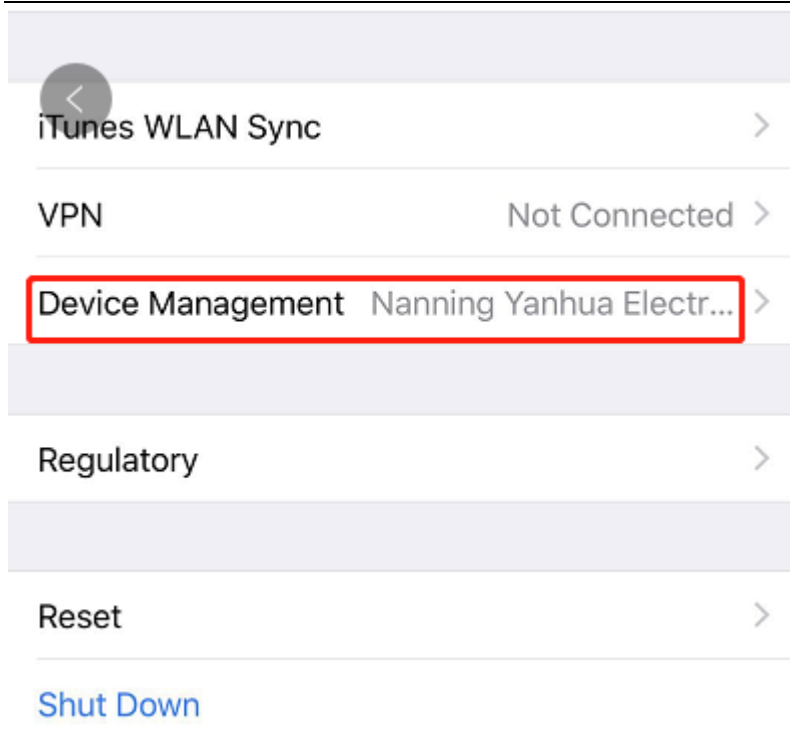 iTunes WLAN Sync
VPN Not Connected
Device Management Nanning Yanhua Electr...
Regulatory
Reset
Shut Down